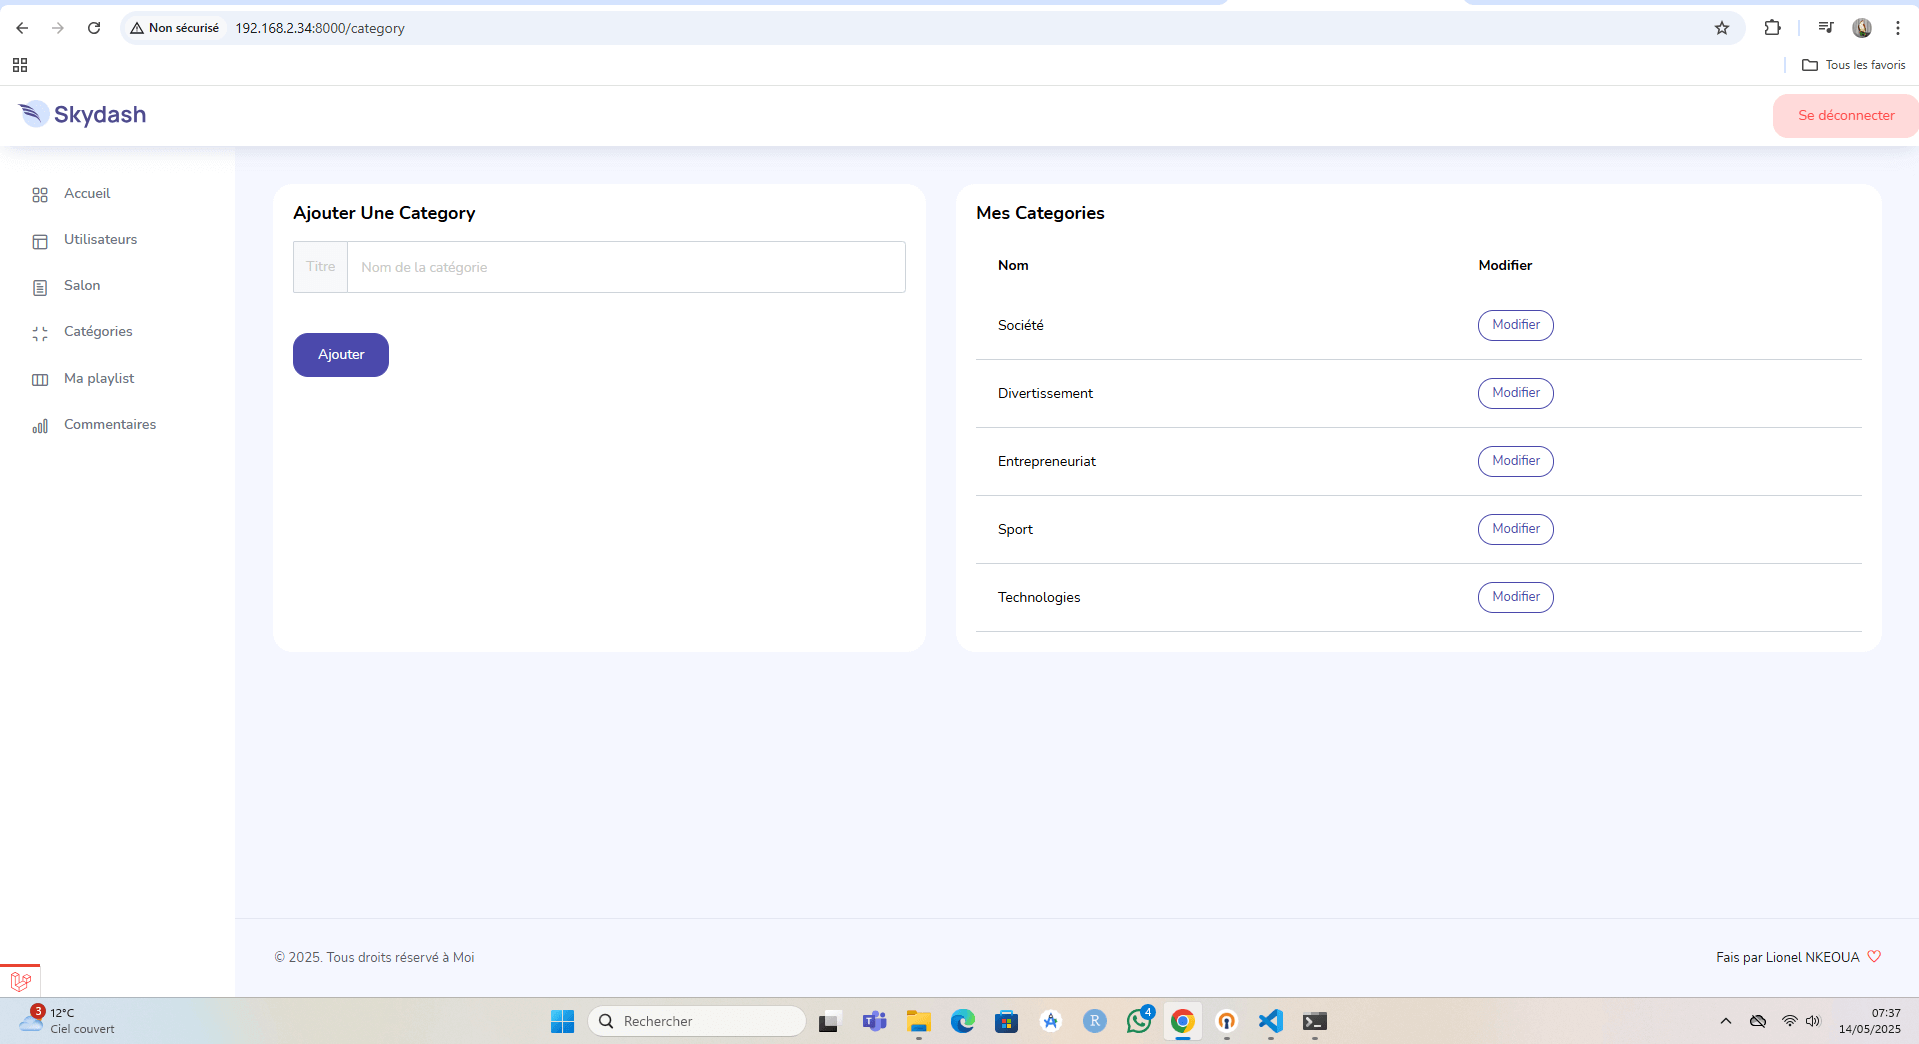 Non sécurisé 192.168.2.34:8000/category
Tous les favoris
Skydash
Se déconnecter
Accueil
Utilisateurs
Salon
Catégories
Ma playlist
Commentaires
Ajouter Une Category
Titre Nom de la catégorie
Ajouter
Mes Categories
Nom Modifier
Société Modifier
Divertissement Modifier
Entrepreneuriat Modifier
Sport Modifier
Technologies Modifier
© 2025. Tous droits réservé à Moi
Fais par Lionel NKEOUA
3
12°C
Ciel couvert
Rechercher
T
R
4
07:37
14/05/2025